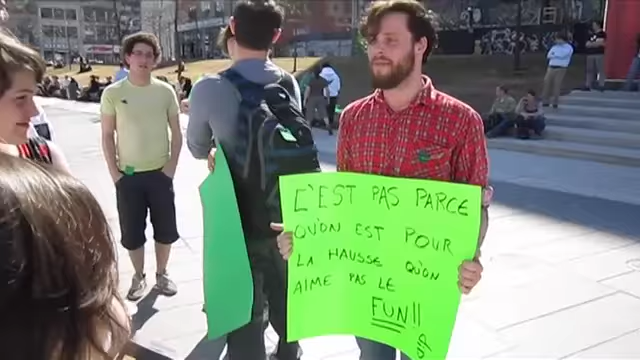 C'EST PAS PARCE
QU'ON EST POUR
LA HAUSSE QU'ON
AIME PAS LE
FUN!!